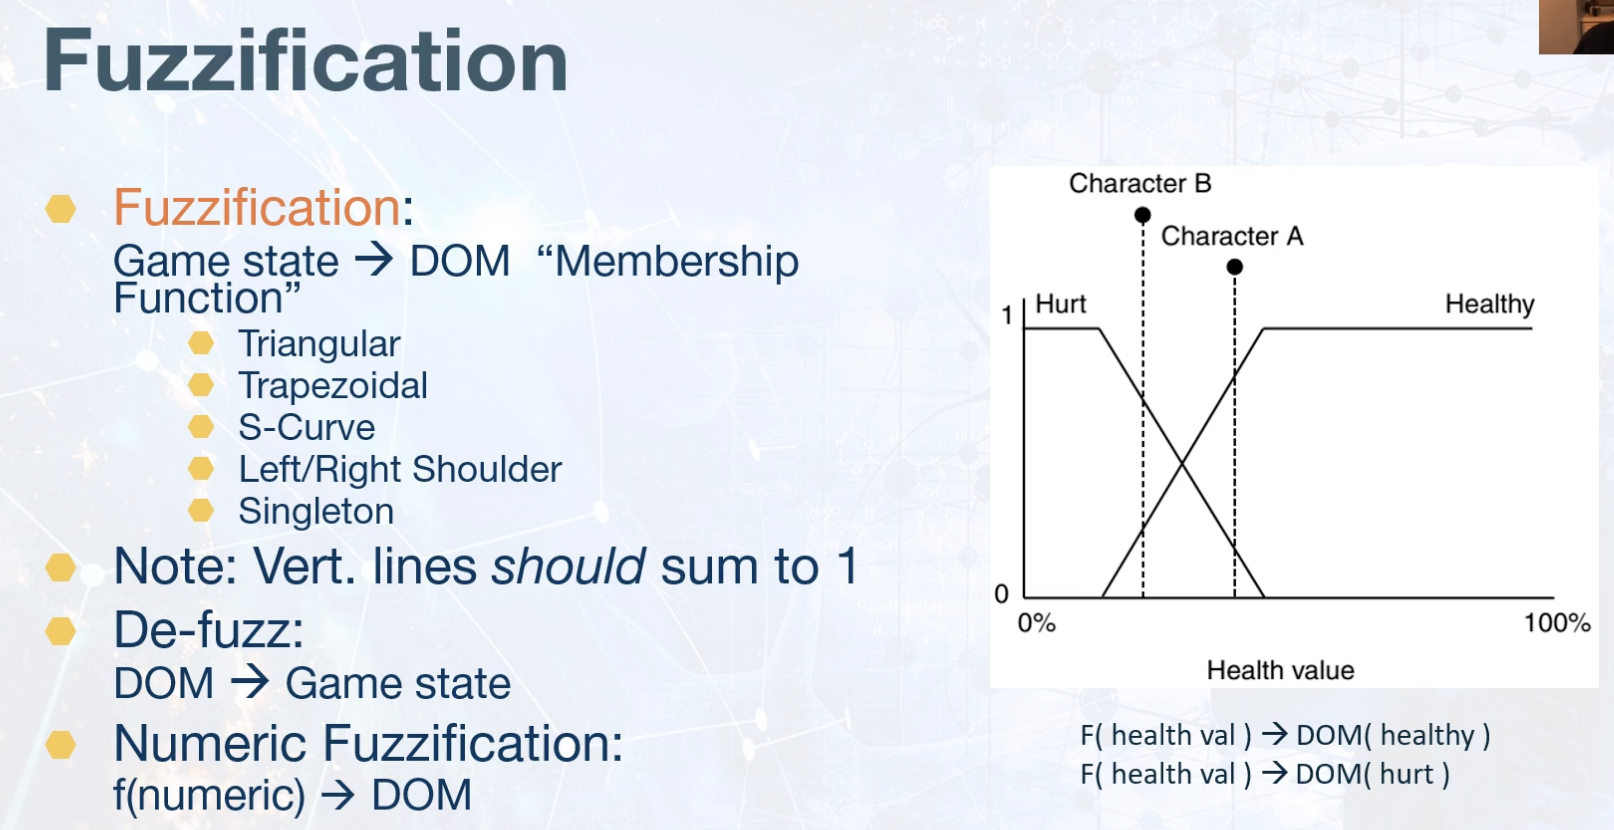 Fuzzification
Fuzzification:
Game state → DOM “Membership
Function”
Triangular
Trapezoidal
S-Curve
Left/Right Shoulder
Singleton
Note: Vert. lines should sum to 1
De-fuzz:
DOM → Game state
Numeric Fuzzification:
f(numeric) → DOM
Character B
Character A
1
Hurt
Healthy
0
0%
100%
Health value
F( health val ) → DOM( healthy )
F( health val ) → DOM( hurt )